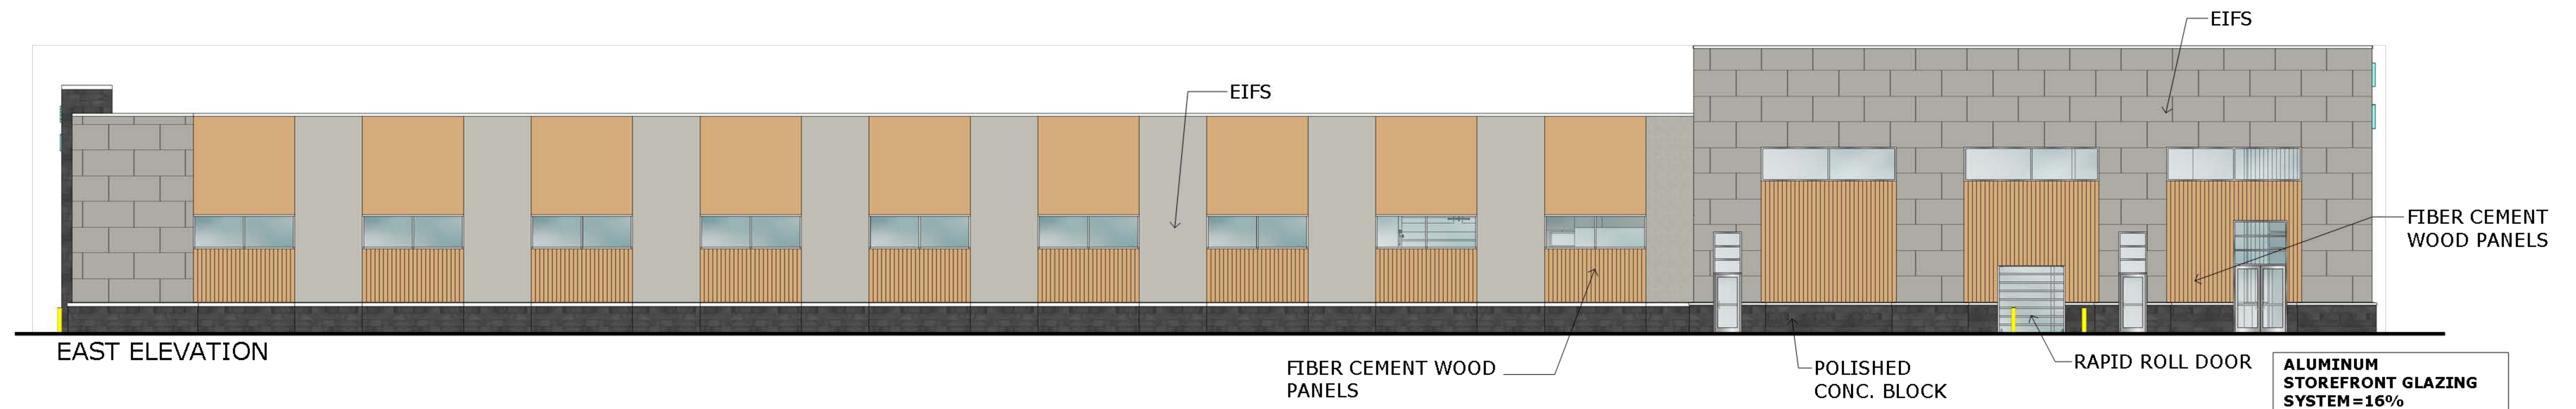 EIFS
EIFS
FIBER CEMENT
WOOD PANELS
EAST ELEVATION
FIBER CEMENT WOOD
PANELS
POLISHED
CONC. BLOCK
RAPID ROLL DOOR
ALUMINUM
STOREFRONT GLAZING
SYSTEM=16%